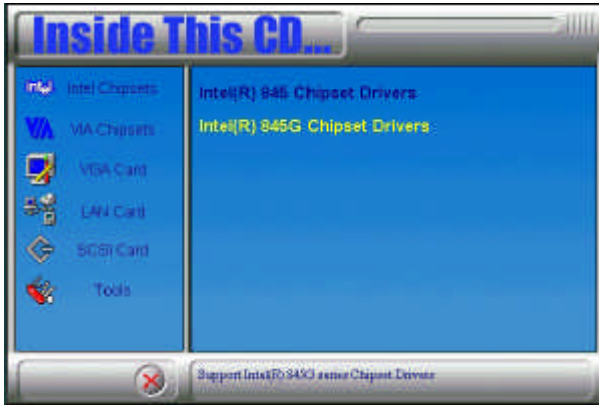 Inside This CD...
intel Intel Chipsets
VIA VIA Chipsets
VGA Card
LAN Card
SCSI Card
Tools
Intel(R) 845 Chipset Drivers
Intel(R) 845G Chipset Drivers
Support Intel(R) 845G series Chipset Drivers